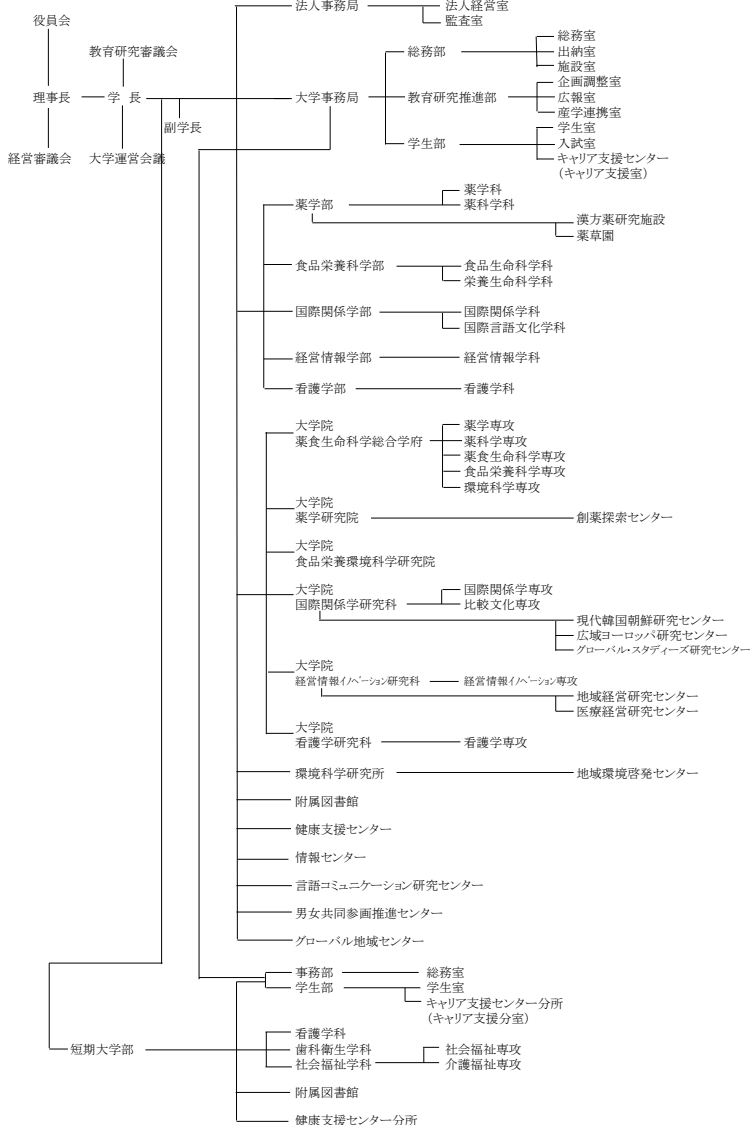 法人事務局
法人経営室
監査室
役員会
教育研究審議会
理事長
学 長
副学長
経営審議会
大学運営会議
大学事務局
総務部
総務室
出納室
施設室
教育研究推進部
企画調整室
広報室
産学連携室
学生部
学生室
入試室
キャリア支援センター
(キャリア支援室)
薬学部
薬学科
薬科学科
漢方薬研究施設
薬草園
食品栄養科学部
食品生命科学科
栄養生命科学科
国際関係学部
国際関係学科
国際言語文化学科
経営情報学部
経営情報学科
看護学部
看護学科
大学院
薬食生命科学総合学府
薬学専攻
薬科学専攻
薬食生命科学専攻
食品栄養科学専攻
環境科学専攻
大学院
薬学研究院
創薬探索センター
大学院
食品栄養環境科学研究院
大学院
国際関係学研究科
国際関係学専攻
比較文化専攻
現代韓国朝鮮研究センター
広域ヨーロッパ研究センター
グローバル・スタディーズ研究センター
大学院
経営情報イノベーション研究科
経営情報イノベーション専攻
地域経営研究センター
医療経営研究センター
大学院
看護学研究科
看護学専攻
環境科学研究所
地域環境啓発センター
附属図書館
健康支援センター
情報センター
言語コミュニケーション研究センター
男女共同参画推進センター
グローバル地域センター
事務部
総務室
学生部
学生室
キャリア支援センター分所
(キャリア支援分室)
短期大学部
看護学科
歯科衛生学科
社会福祉学科
社会福祉専攻
介護福祉専攻
附属図書館
健康支援センター分所